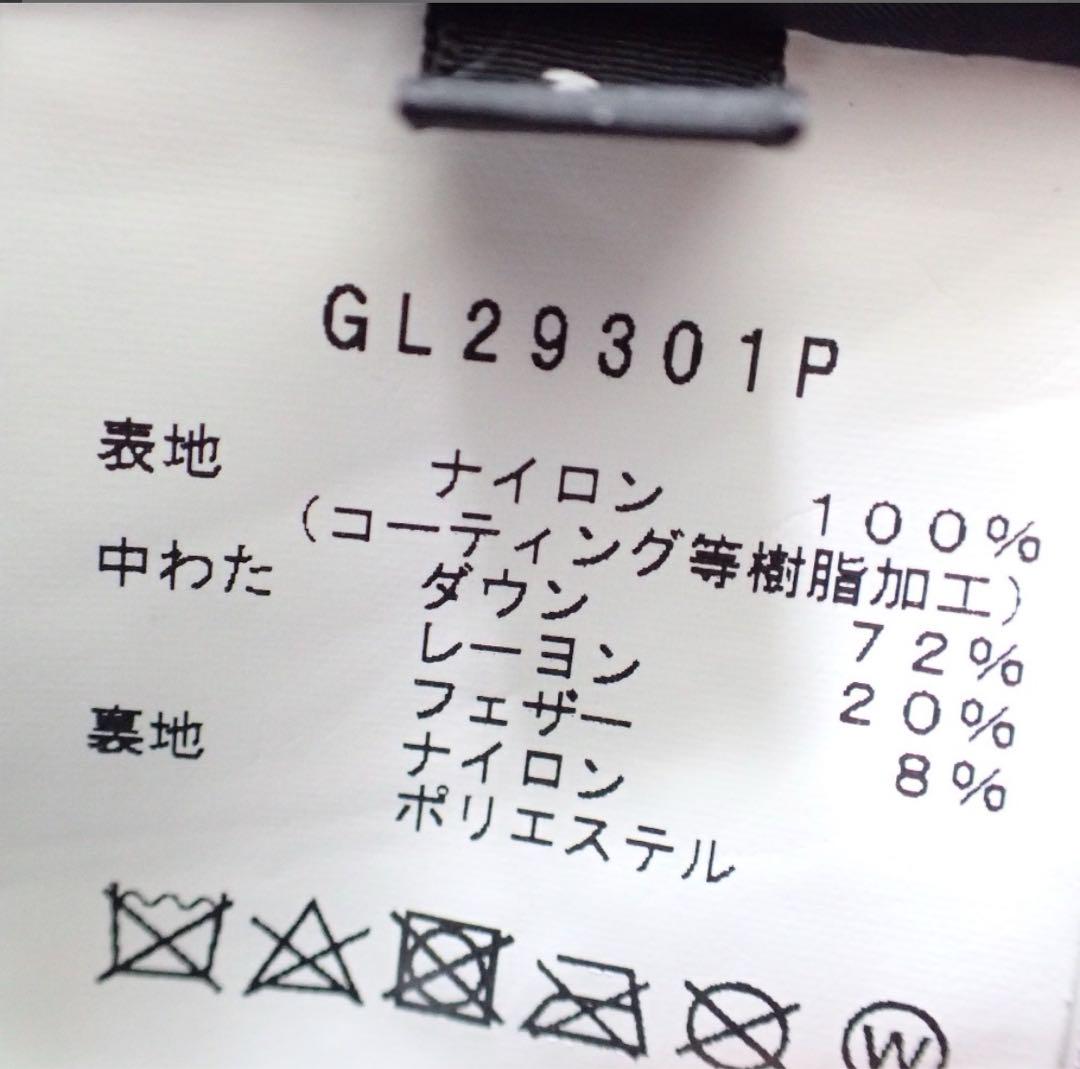 GL29301P
表地 ナイロン 100%
(コーティング等樹脂加工)
中わた ダウン 72%
レーヨン 20%
フェザー 8%
裏地 ナイロン
ポリエステル
W